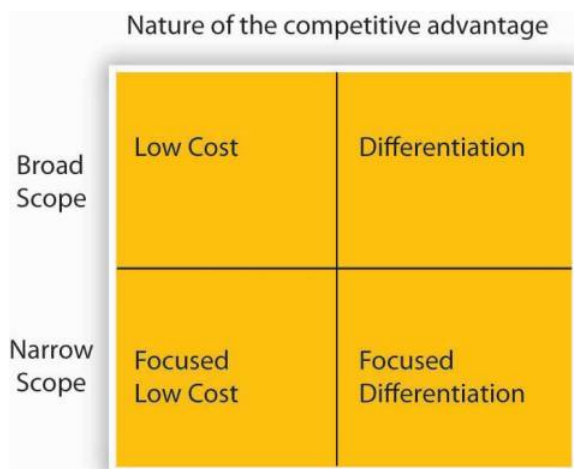 Nature of the competitive advantage
Broad
Scope
Low Cost
Differentiation
Narrow
Scope
Focused
Low Cost
Focused
Differentiation